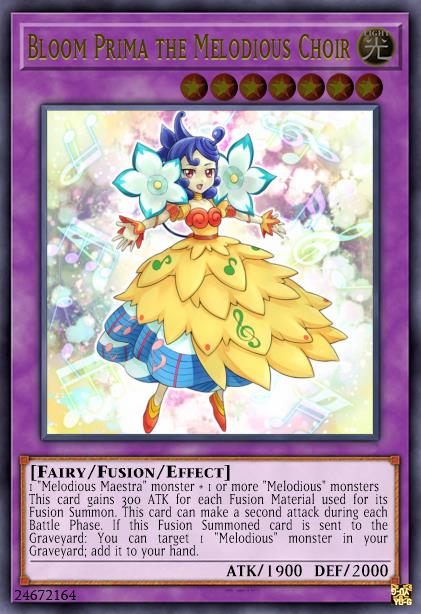 Bloom Prima the Melodious Choir
LIGHT
光
[Fairy/Fusion/Effect]
1 "Melodious Maestra" monster + 1 or more "Melodious" monsters
This card gains 300 ATK for each Fusion Material used for its
Fusion Summon. This card can make a second attack during each
Battle Phase. If this Fusion Summoned card is sent to the
Graveyard: You can target 1 "Melodious" monster in your
Graveyard; add it to your hand.
ATK/1900 DEF/2000
24672164